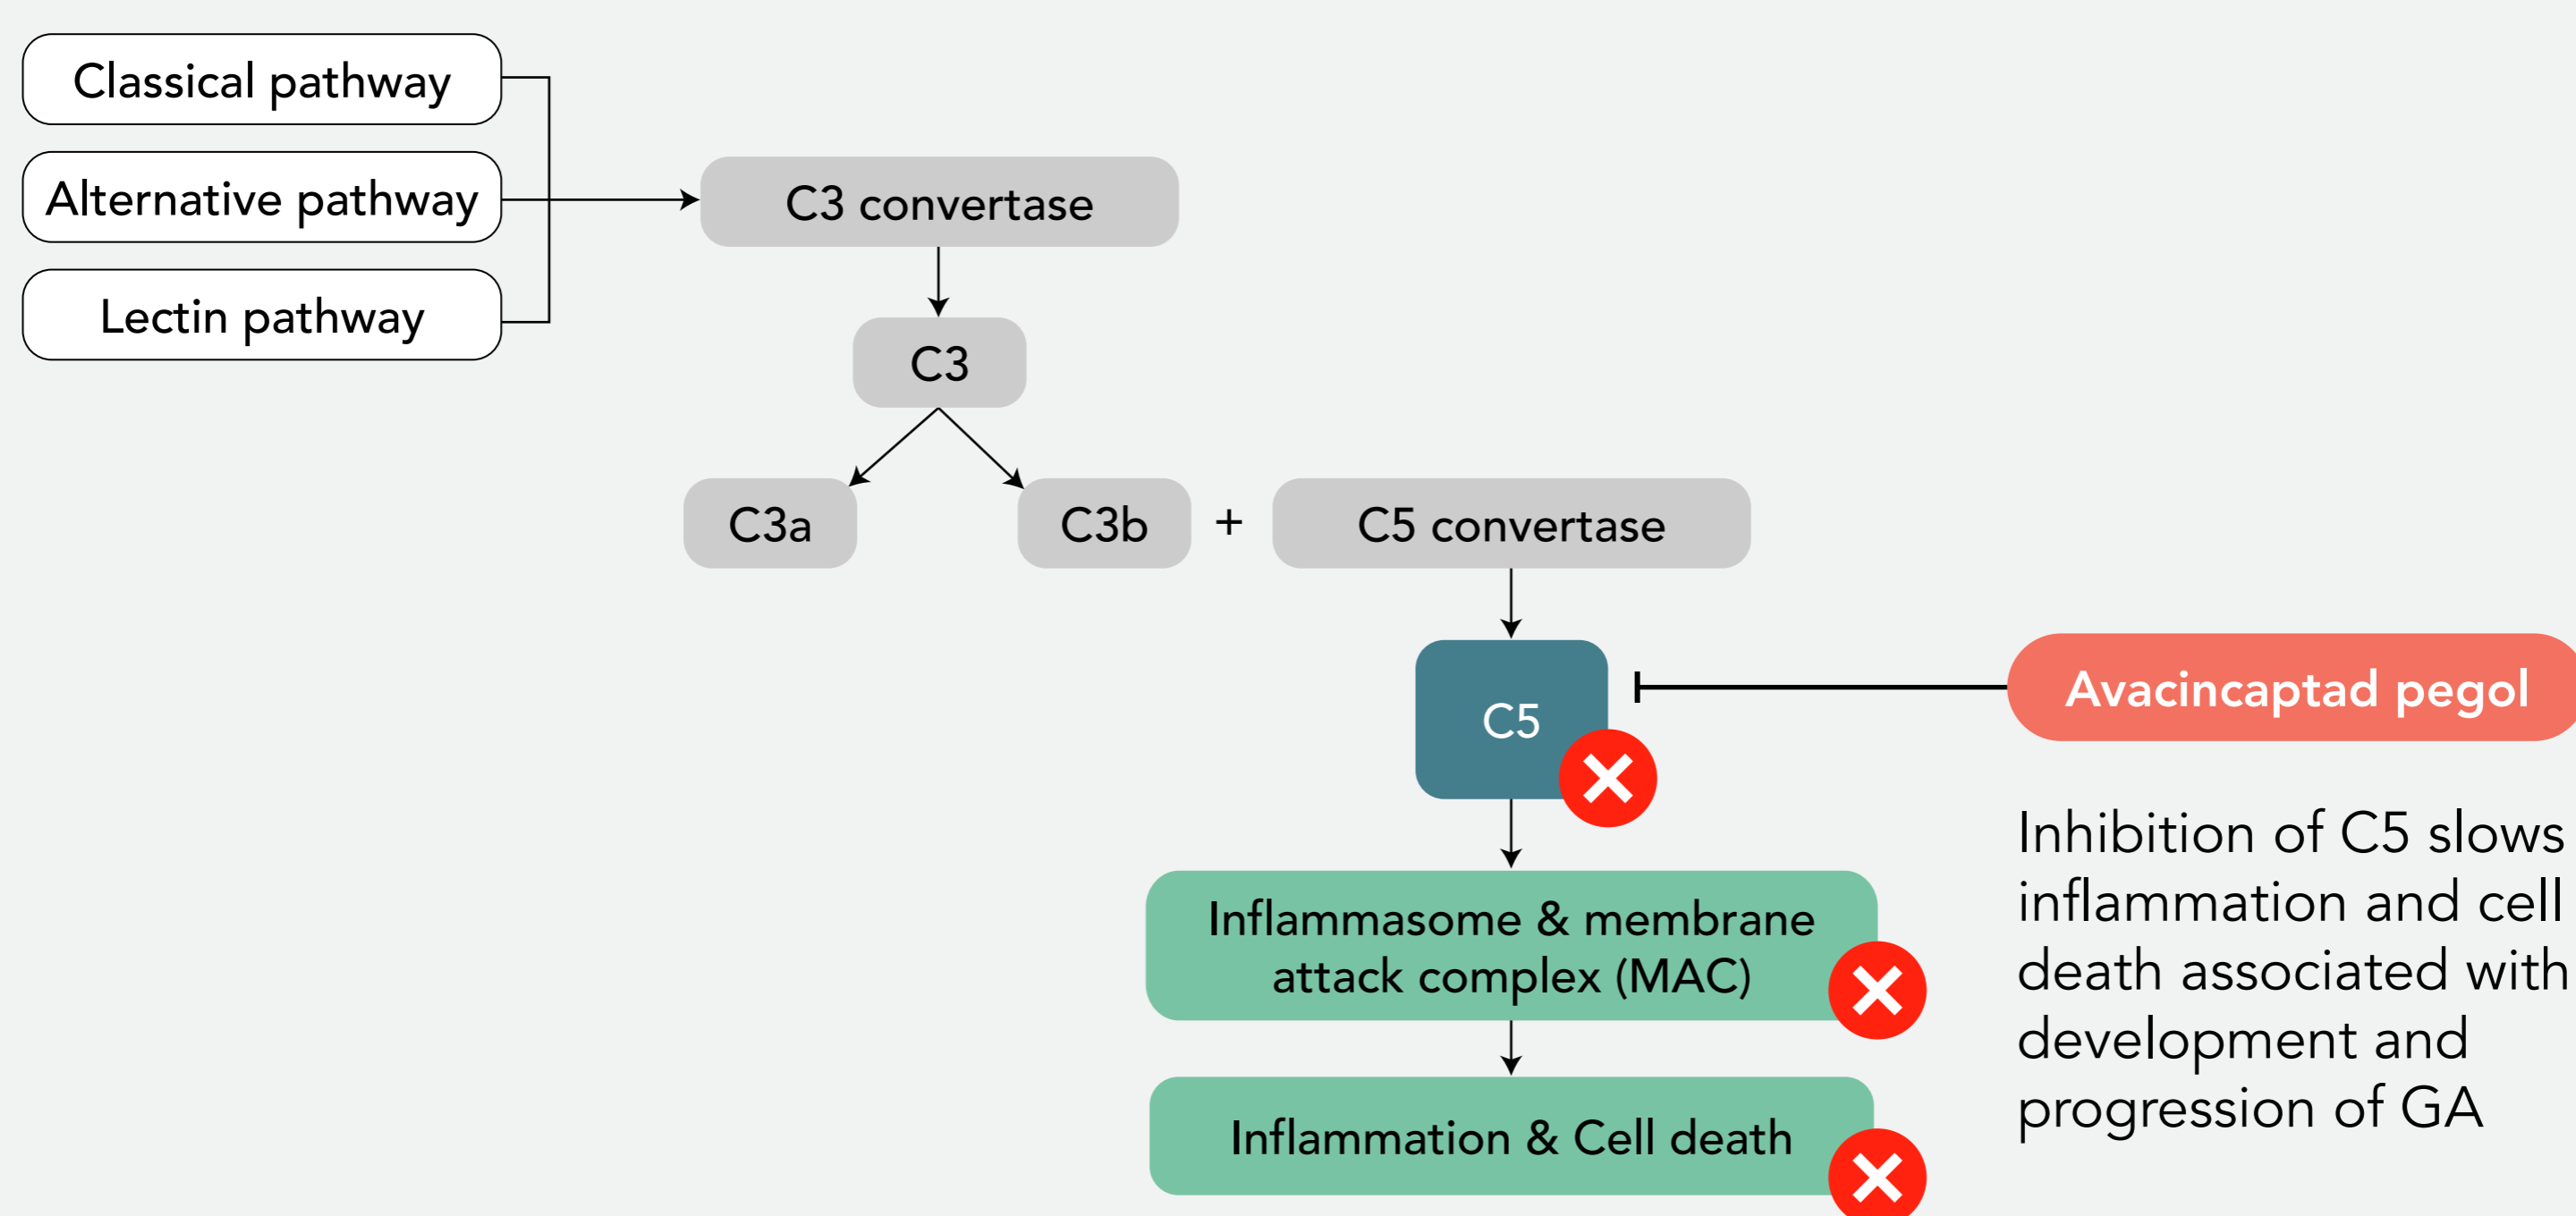 Classical pathway
Alternative pathway
Lectin pathway
C3 convertase
C3
C3a
C3b
+
C5 convertase
C5
Avacincaptad pegol
Inflammasome & membrane
attack complex (MAC)
Inflammation & Cell death
Inhibition of C5 slows
inflammation and cell
death associated with
development and
progression of GA